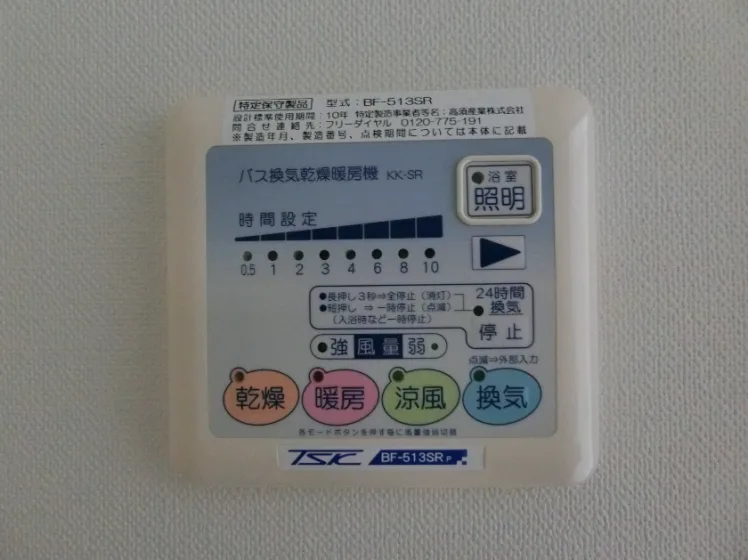 特定保守製品 型式:BF-513SR
設計標準使用期間:10年 特定製造事業者等名:高須産業株式会社
問合せ連絡先:フリーダイヤル 0120-775-191
※製造年月、製造番号、点検期間については本体に記載
バス換気乾燥暖房機 KK-SR
浴室
照明
時間設定
0.5 1 2 3 4 6 8 10
●長押し3秒⇒全停止(消灯)
●短押し ⇒一時停止(点滅)
(入浴時など一時停止)
24時間
換気
停止
強 風量 弱
点滅⇒外部入力
乾燥 暖房 涼風 換気
各モードボタンを押す毎に風量強弱切替
TSK BF-513SR P